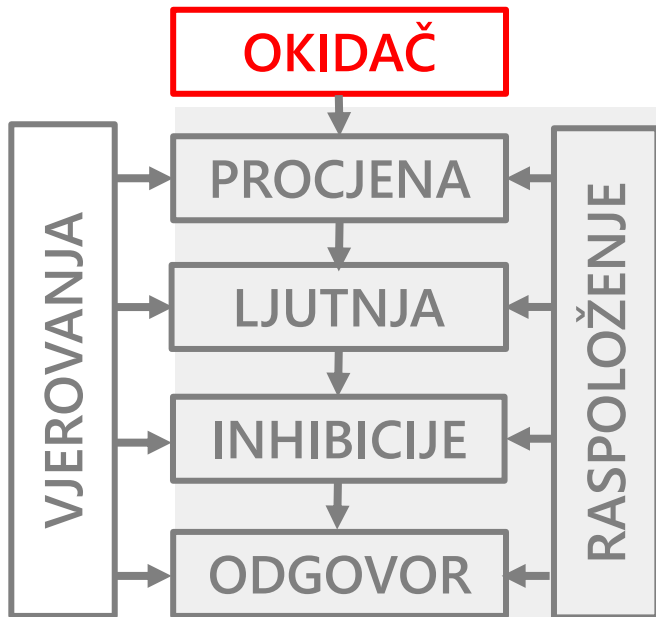 OKIDAČ
VJEROVANJA
PROCJENA
LJUTNJA
INHIBICIJE
ODGOVOR
RASPOLOŽENJE